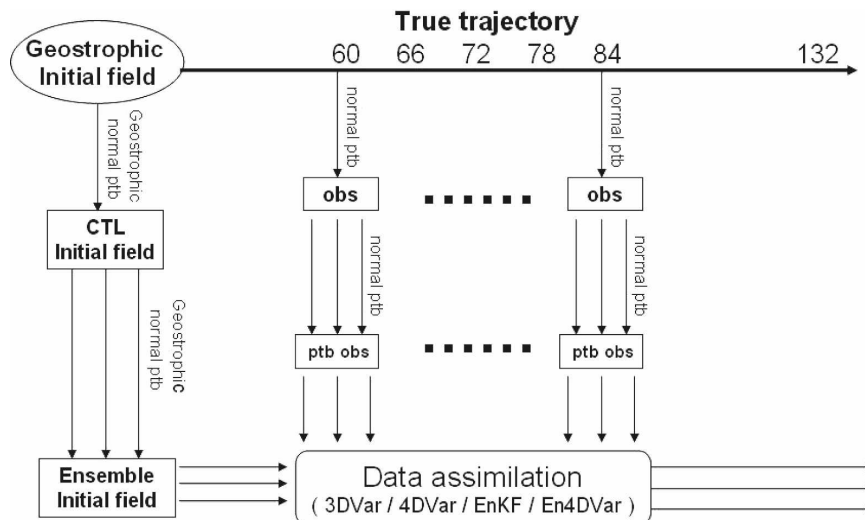 True trajectory
Geostrophic
Initial field
60 66 72 78 84 132
Geostrophic
normal ptb
normal ptb
normal ptb
obs
obs
CTL
Initial field
normal ptb
normal ptb
Geostrophic
normal ptb
ptb obs
ptb obs
Ensemble
Initial field
Data assimilation
( 3DVar / 4DVar / EnKF / En4DVar )